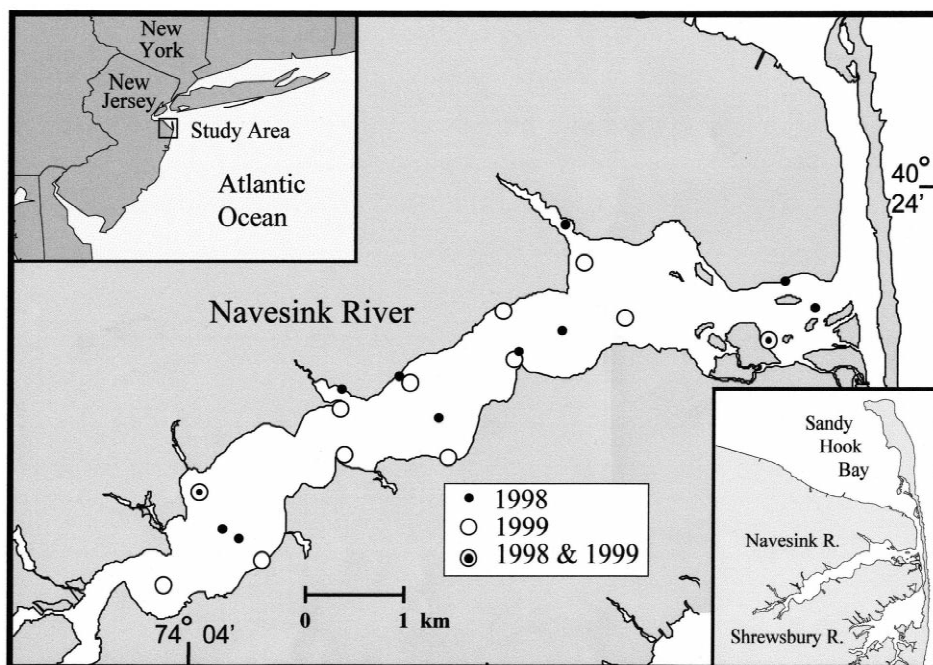 New
York
New
Jersey
Study Area
Atlantic
Ocean
40°
24'
Navesink River
Sandy
Hook
Bay
1998
1999
1998 & 1999
Navesink R.
Shrewsbury R.
0 1 km
74° 04'